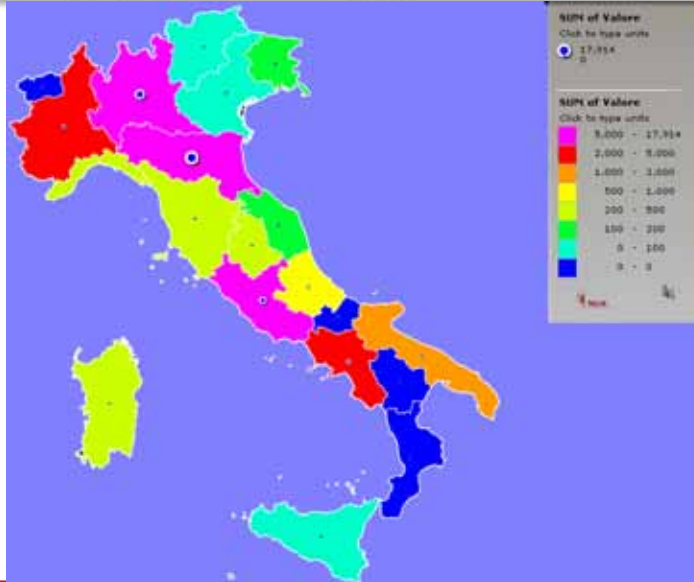 SUM of Valore
Click to type units
17,914
0
SUM of Valore
Click to type units
5.000 - 17,914
2,000 - 5,000
1.000 - 2,000
500 - 1.000
200 - 500
100 - 200
0 - 100
0 - 0